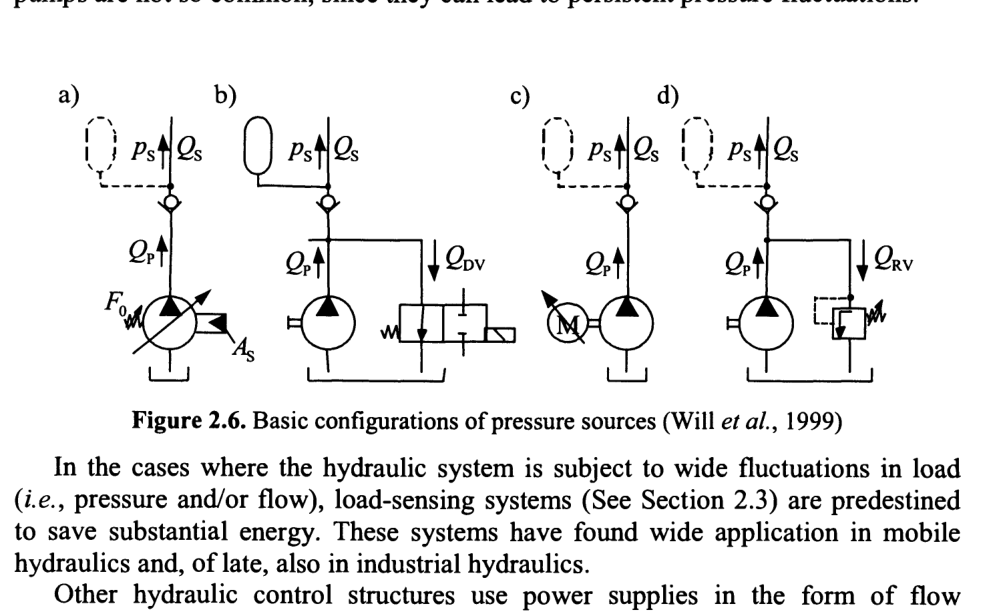 pumps are not so common, since they can lead to persistent pressure fluctuations.
a) b) c) d)
pS QS pS QS pS QS pS QS
QP QP QDV QP QP QRV
F0 M
AS
Figure 2.6. Basic configurations of pressure sources (Will et al., 1999)
In the cases where the hydraulic system is subject to wide fluctuations in load
(i.e., pressure and/or flow), load-sensing systems (See Section 2.3) are predestined
to save substantial energy. These systems have found wide application in mobile
hydraulics and, of late, also in industrial hydraulics.
Other hydraulic control structures use power supplies in the form of flow